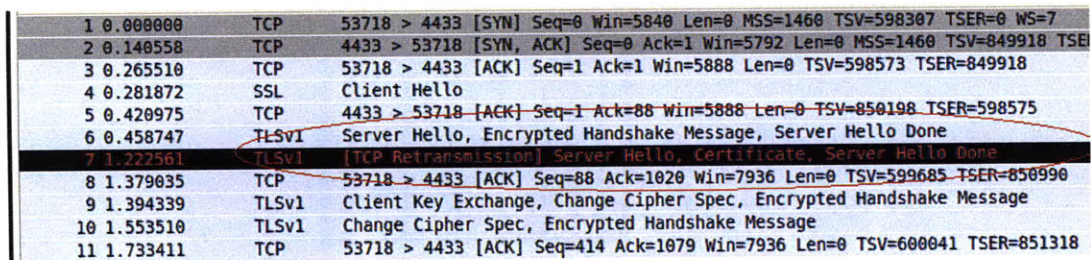 1 0.000000 TCP 53718 > 4433 [SYN] Seq=0 Win=5840 Len=0 MSS=1460 TSV=598307 TSER=0 WS=7
2 0.140558 TCP 4433 > 53718 [SYN, ACK] Seq=0 Ack=1 Win=5792 Len=0 MSS=1460 TSV=849918 TSE
3 0.265510 TCP 53718 > 4433 [ACK] Seq=1 Ack=1 Win=5888 Len=0 TSV=598573 TSER=849918
4 0.281872 SSL Client Hello
5 0.420975 TCP 4433 > 53718 [ACK] Seq=1 Ack=88 Win=5888 Len=0 TSV=850198 TSER=598575
6 0.458747 TLSv1 Server Hello, Encrypted Handshake Message, Server Hello Done
7 1.222561 TLSv1 [TCP Retransmission] Server Hello, Certificate, Server Hello Done
8 1.379035 TCP 53718 > 4433 [ACK] Seq=88 Ack=1020 Win=7936 Len=0 TSV=599685 TSER=850990
9 1.394339 TLSv1 Client Key Exchange, Change Cipher Spec, Encrypted Handshake Message
10 1.553510 TLSv1 Change Cipher Spec, Encrypted Handshake Message
11 1.733411 TCP 53718 > 4433 [ACK] Seq=414 Ack=1079 Win=7936 Len=0 TSV=600041 TSER=851318